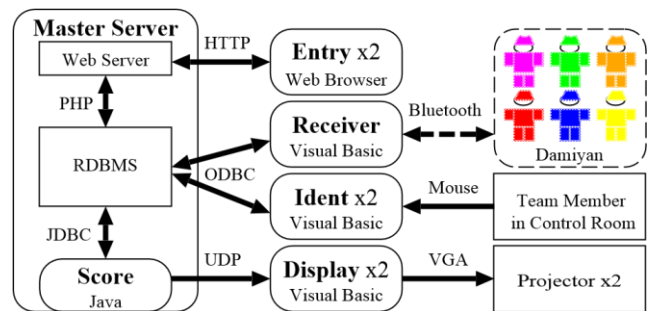 Master Server
Web Server
HTTP
Entry x2
Web Browser
PHP
Receiver
Visual Basic
Bluetooth
Damiyan
RDBMS
ODBC
Ident x2
Visual Basic
Mouse
Team Member
in Control Room
JDBC
Score
Java
UDP
Display x2
Visual Basic
VGA
Projector x2